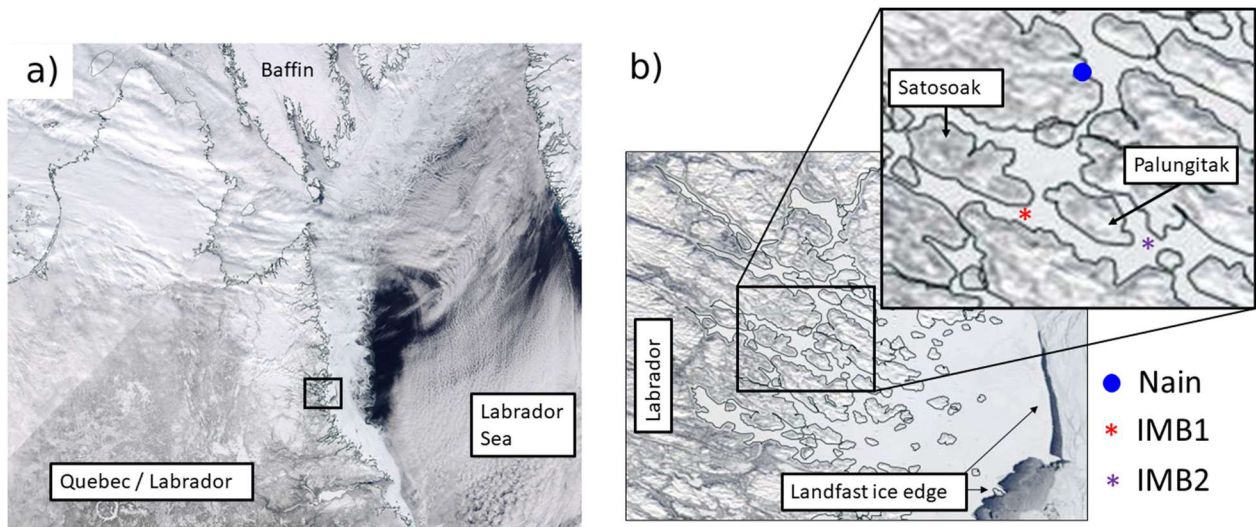 a)
Baffin
Labrador
Sea
Quebec / Labrador
b)
Satosoak
Palungitak
Labrador
Landfast ice edge
Nain
* IMB1
* IMB2